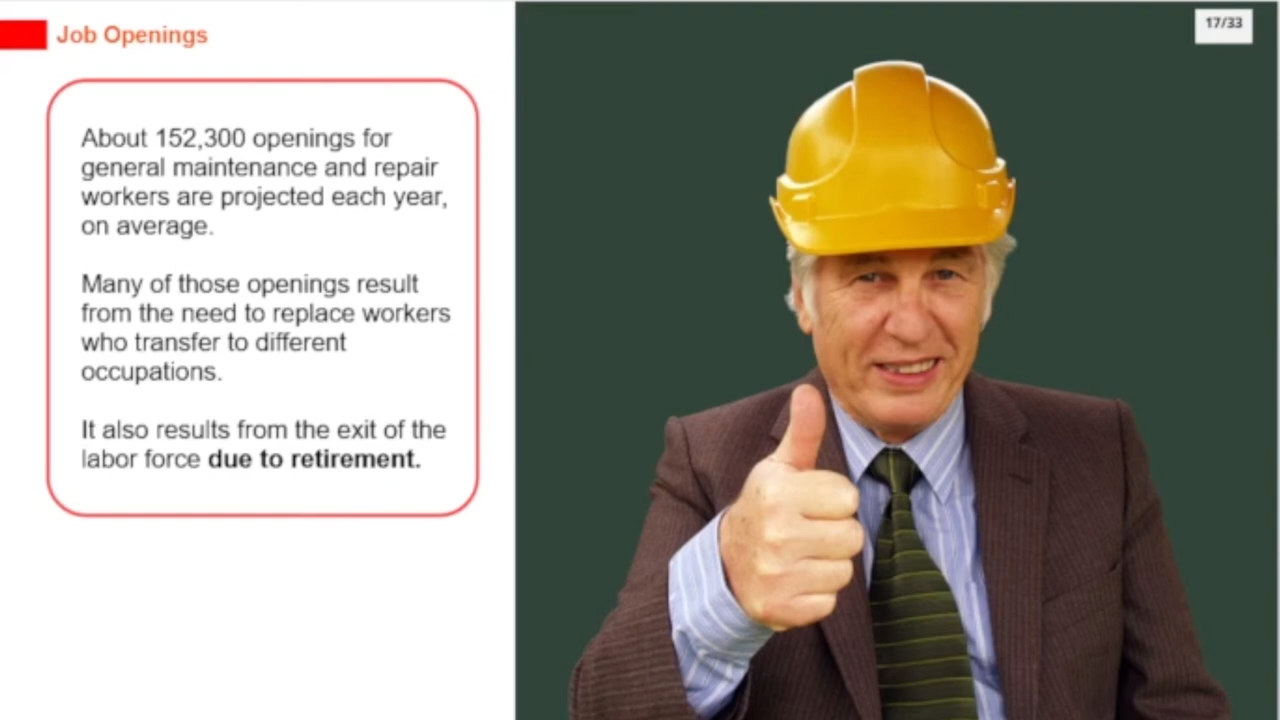 Job Openings
17/33
About 152,300 openings for
general maintenance and repair
workers are projected each year,
on average.
Many of those openings result
from the need to replace workers
who transfer to different
occupations.
It also results from the exit of the
labor force due to retirement.